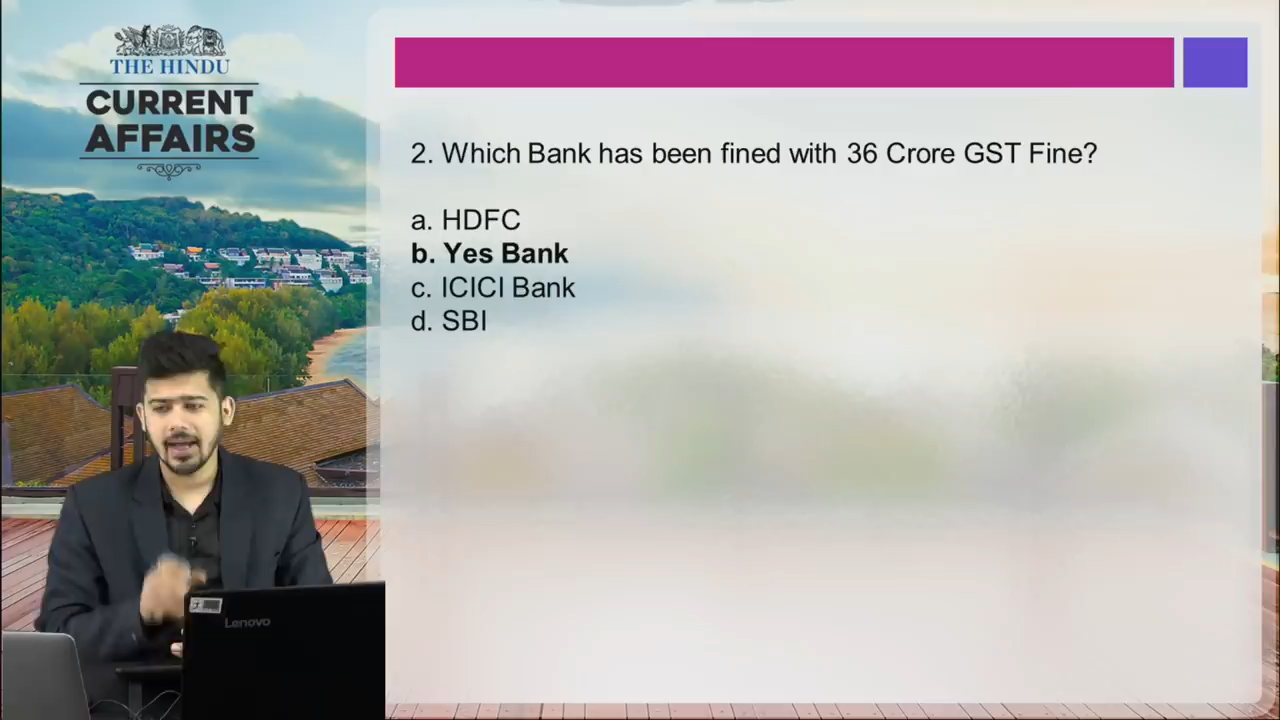 THE HINDU
CURRENT
AFFAIRS
2. Which Bank has been fined with 36 Crore GST Fine?
a. HDFC
b. Yes Bank
c. ICICI Bank
d. SBI
Lenovo